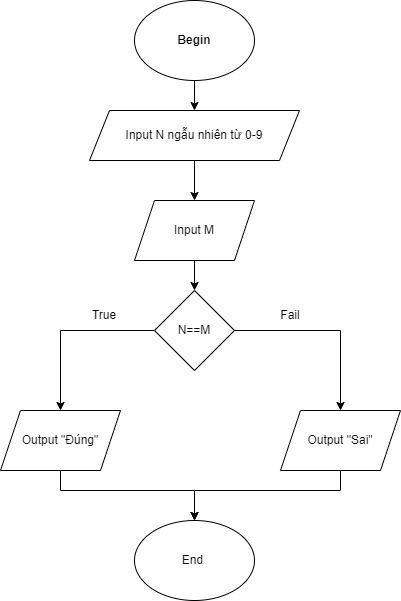 Begin
Input N ngẫu nhiên từ 0-9
Input M
True
Fail
N==M
Output "Đúng"
Output "Sai"
End